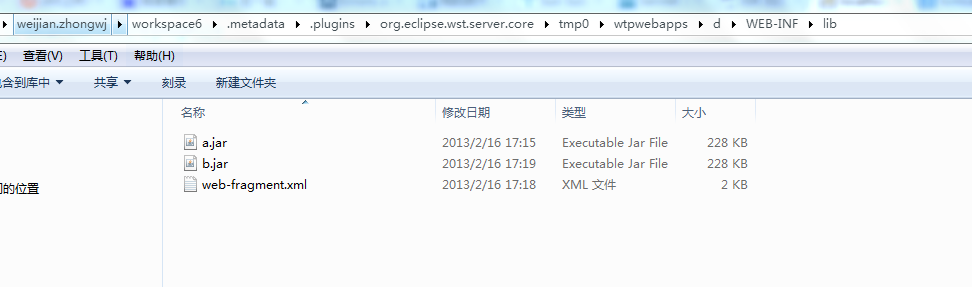 weijian.zhongwj workspace6 .metadata .plugins org.eclipse.wst.server.core tmp0 wtpwebapps d WEB-INF lib
查看(V) 工具(T) 帮助(H)
含到库中 共享 刻录 新建文件夹
名称 修改日期 类型 大小
a.jar 2013/2/16 17:15 Executable Jar File 228 KB
b.jar 2013/2/16 17:19 Executable Jar File 228 KB
web-fragment.xml 2013/2/16 17:18 XML 文件 2 KB
的位置